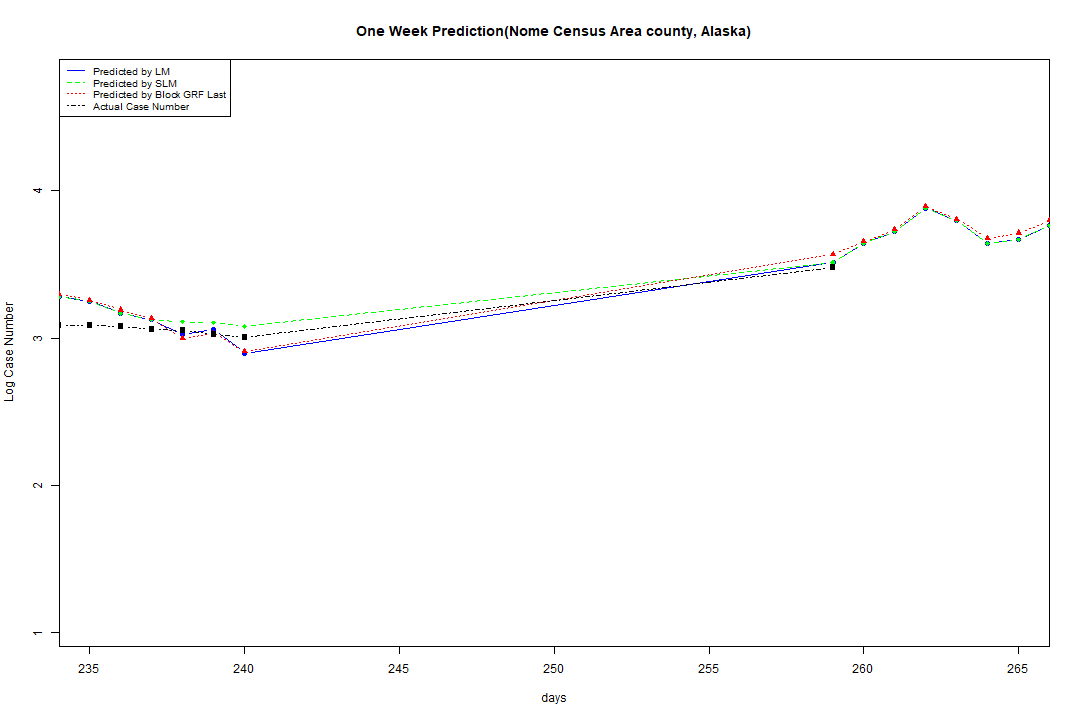 One Week Prediction(Nome Census Area county, Alaska)
Predicted by LM
Predicted by SLM
Predicted by Block GRF Last
Actual Case Number
Log Case Number
4
3
2
1
235 240 245 250 255 260 265
days